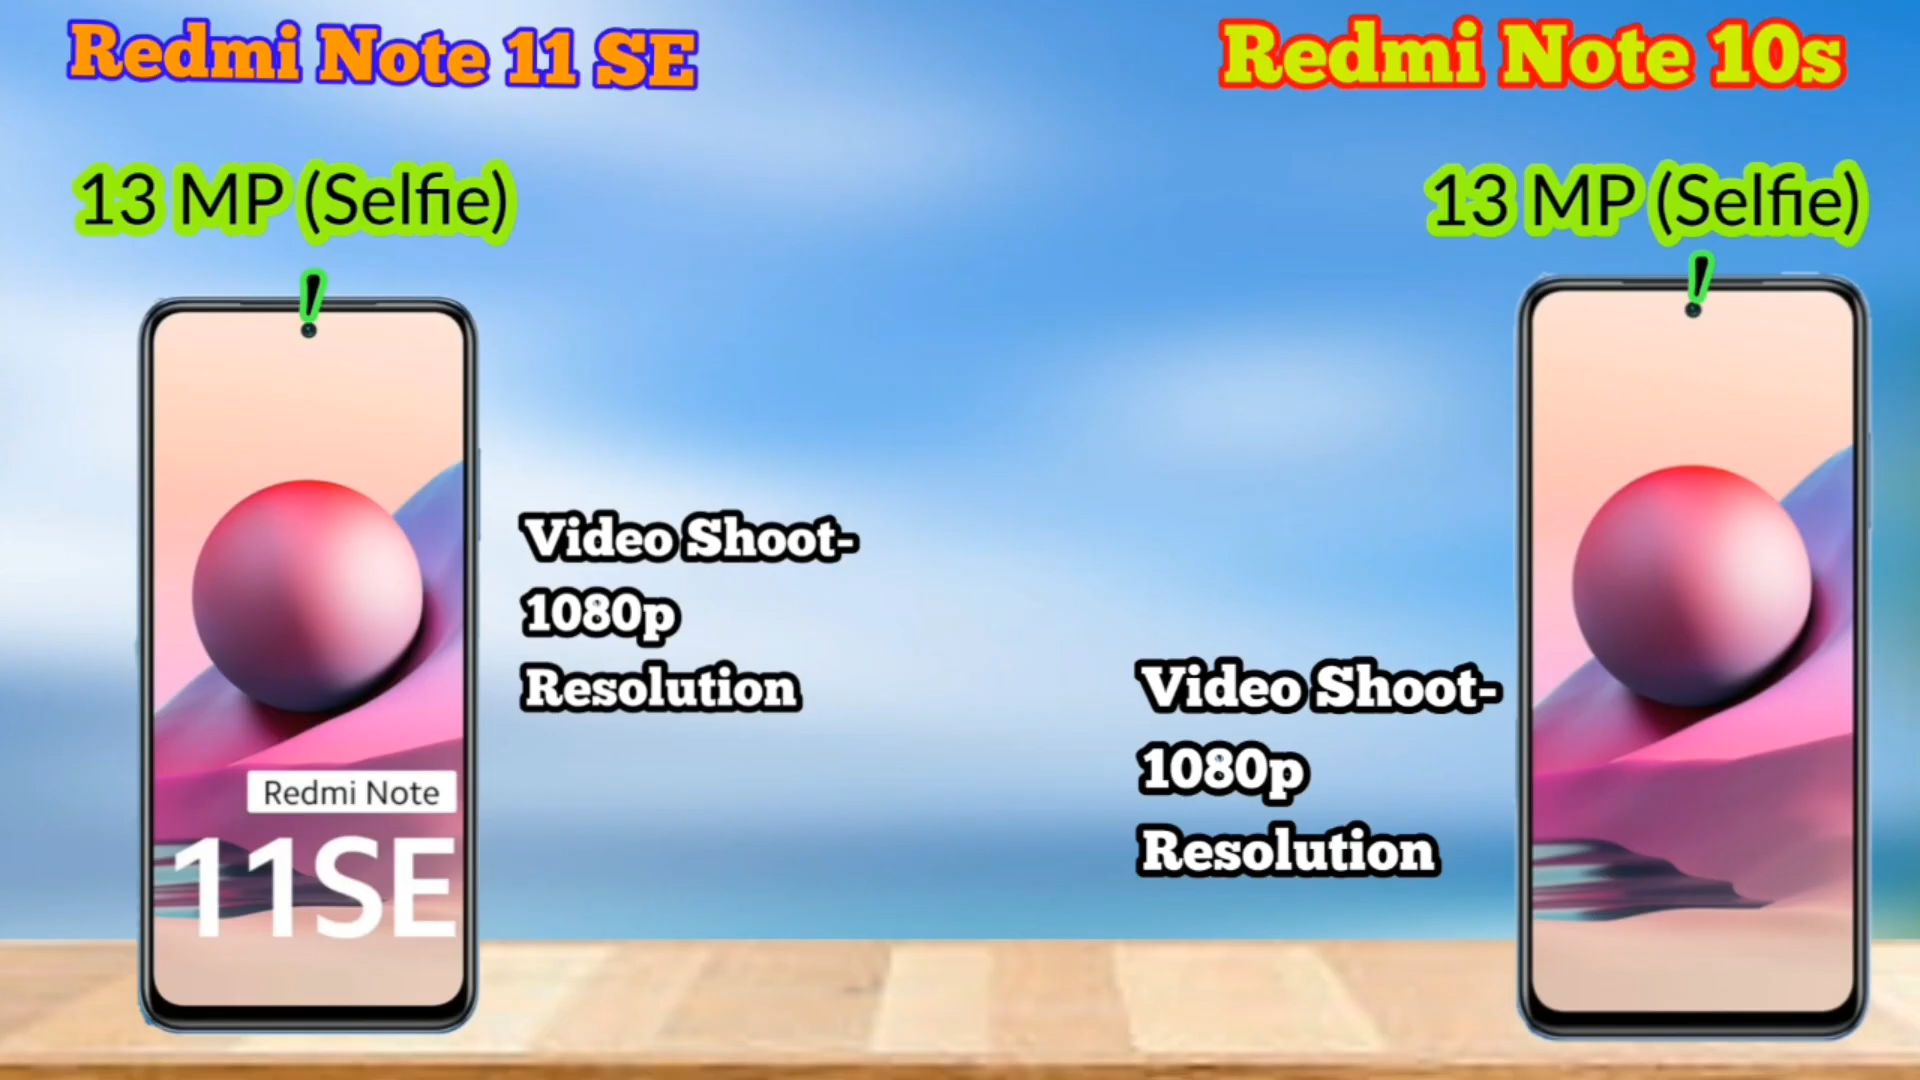 Redmi Note 11 SE
Redmi Note 10s
13 MP (Selfie)
13 MP (Selfie)
Video Shoot-
1080p
Resolution
Video Shoot-
1080p
Resolution
Redmi Note
11SE